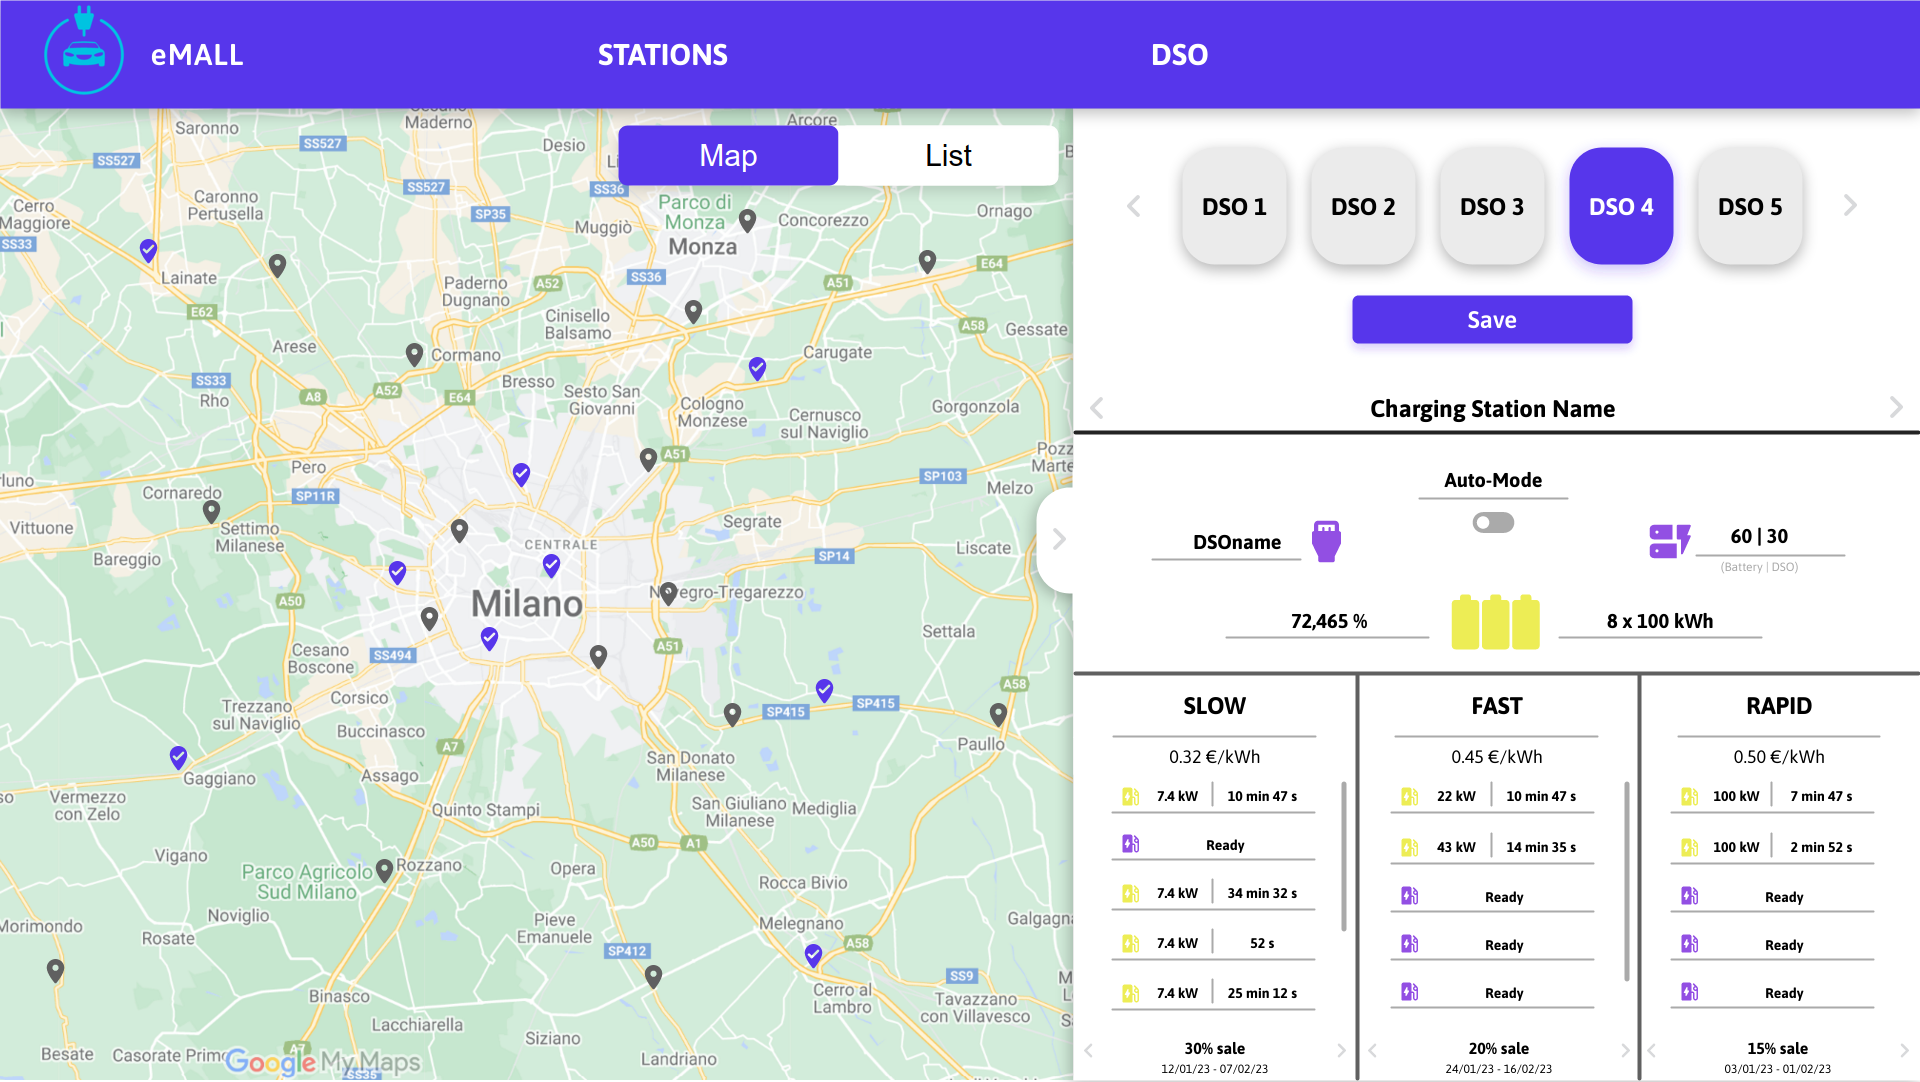 eMALL
STATIONS
DSO
Map
List
Saronno
Maderno
Arcore
SS527
SS527
Desio
SS527
SS36
Caronno
Pertusella
SP35
Parco di
Monza
Concorezzo
Ornago
Cerro
Maggiore
Muggiò
SS33
Monza
Lainate
Paderno
Dugnano
A52
SS36
A51
E64
E62
Cinisello
Balsamo
A58
Gessate
Arese
Cormano
Carugate
SS33
Rho
A8
A52
E64
Bresso
Sesto San
Giovanni
Cologno
Monzese
Cernusco
sul Naviglio
Gorgonzola
Pero
A51
SP103
Melzo
Cornaredo
SP11R
Vittuone
Settimo
Milanese
Segrate
Bareggio
CENTRALE
SP14
Liscate
A50
Milano
Settala
A51
Cesano
Boscone
SS494
Corsico
A58
Trezzano
sul Naviglio
Buccinasco
SP415
SP415
A7
Paullo
San Donato
Milanese
Gaggiano
Assago
Vermezzo
con Zelo
Quinto Stampi
San Giuliano
Milanese
Mediglia
A50
A1
Vigano
Parco Agricolo
Sud Milano
Rozzano
Opera
Rocca Bivio
Noviglio
Morimondo
Rosate
Pieve
Emanuele
Melegnano
SP412
A58
SS9
Binasco
Cerro al
Lambro
Tavazzano
con Villavesco
Lacchiarella
Siziano
Besate
Casorate
A7
Landriano
Google My Maps
SS35
DSO 1
DSO 2
DSO 3
DSO 4
DSO 5
Save
Charging Station Name
Auto-Mode
DSOname
60 | 30
(Battery | DSO)
72,465 %
8 x 100 kWh
SLOW
0.32 €/kWh
7.4 kW
10 min 47 s
Ready
7.4 kW
34 min 32 s
7.4 kW
52 s
7.4 kW
25 min 12 s
30% sale
12/01/23 - 07/02/23
FAST
0.45 €/kWh
22 kW
10 min 47 s
43 kW
14 min 35 s
Ready
Ready
Ready
20% sale
24/01/23 - 16/02/23
RAPID
0.50 €/kWh
100 kW
7 min 47 s
100 kW
2 min 52 s
Ready
Ready
Ready
15% sale
03/01/23 - 01/02/23